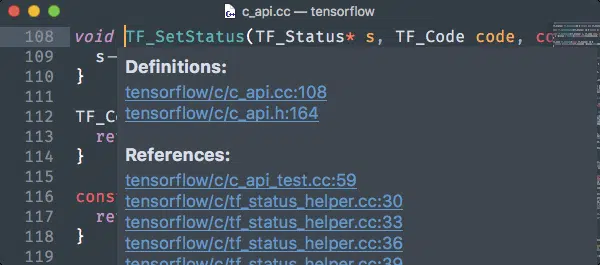 c_api.cc — tensorflow
108 void TF_SetStatus(TF_Status* s, TF_Code code, co
109 s—
110 }
111
112 TF_Co
113 re
114 }
115
116 cons
117 re
118 }
119
Definitions:
tensorflow/c/c_api.cc:108
tensorflow/c/c_api.h:164
References:
tensorflow/c/c_api_test.cc:59
tensorflow/c/tf_status_helper.cc:30
tensorflow/c/tf_status_helper.cc:33
tensorflow/c/tf_status_helper.cc:36
tensorflow/c/tf_status_helper.cc:39